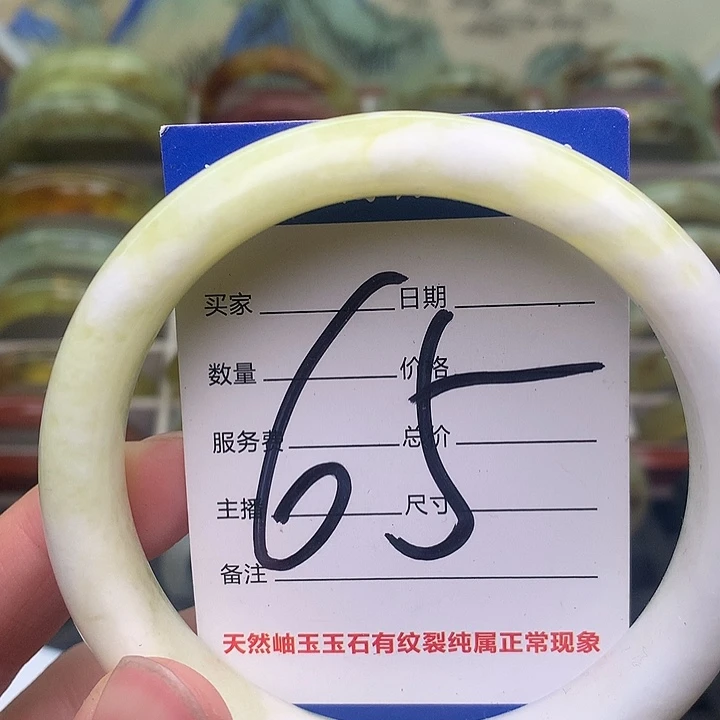 买家 日期
数量 价格
服务费 总价
主播 尺寸
备注
65
天然岫玉玉石有纹裂纯属正常现象